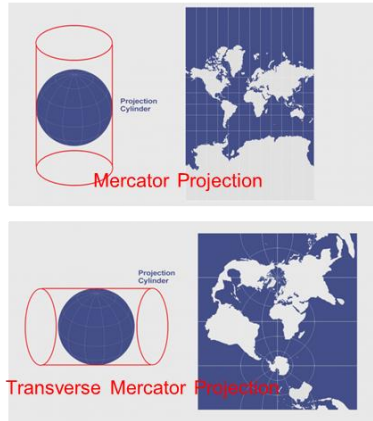 Projection
Cylinder
Mercator Projection
Projection
Cylinder
Transverse Mercator Projection